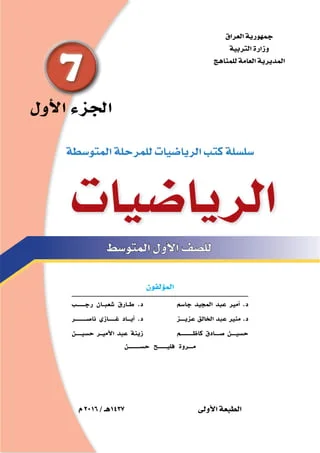 جمهورية العراق
وزارة التربية
المديرية العامة للمناهج
7
الجزء الأول
سلسلة كتب الرياضيات للمرحلة المتوسطة
الرياضيات
للصف الأول المتوسط
المؤلفون
د. أمير عبد المجيد جاسم د. طارق شعبان رجب
د. منير عبد الخالق عزيز د. أياد غازي ناصر
حسين صادق كاظم زينة عبد الأمير حسين
مروة فليح حسن
الطبعة الأولى ١٤٣٧هـ / ٢٠١٦ م